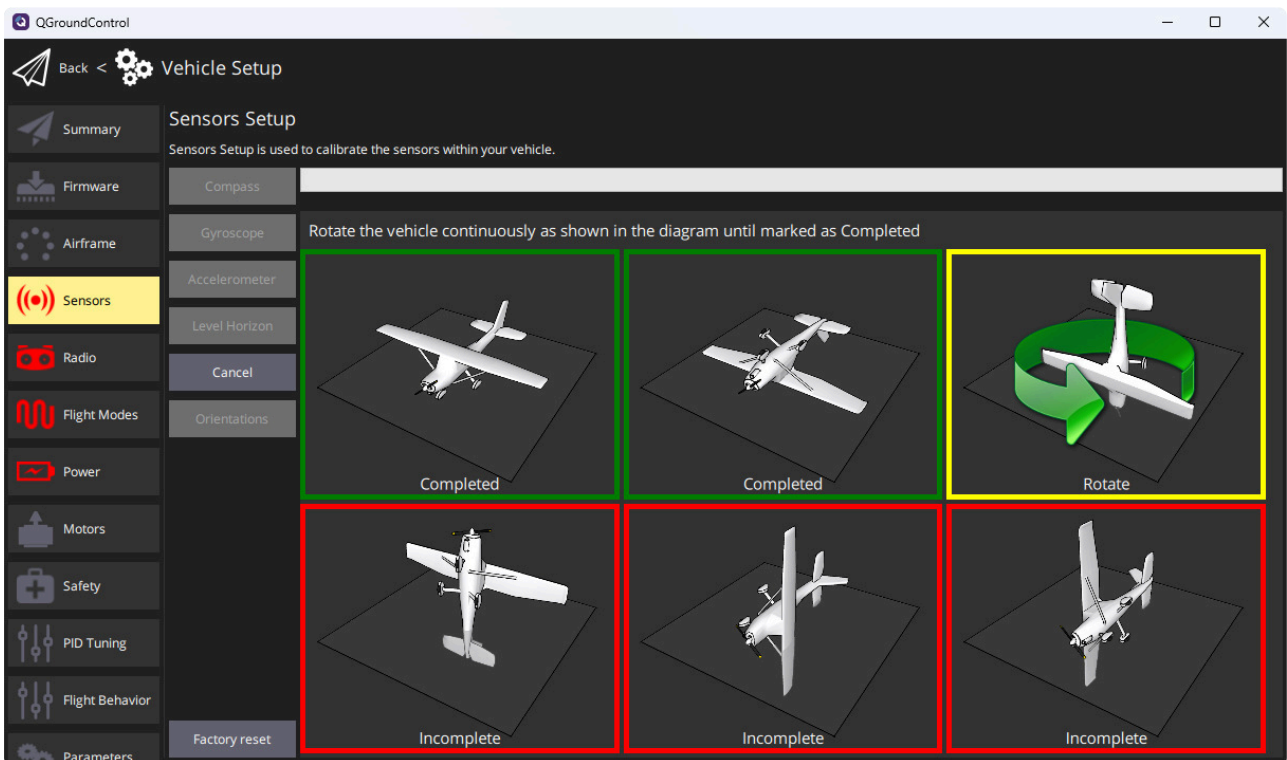 QGroundControl
Back < Vehicle Setup
Summary
Firmware
Airframe
Sensors
Radio
Flight Modes
Power
Motors
Safety
PID Tuning
Flight Behavior
Parameters
Sensors Setup
Sensors Setup is used to calibrate the sensors within your vehicle.
Compass
Gyroscope
Accelerometer
Level Horizon
Cancel
Orientations
Factory reset
Rotate the vehicle continuously as shown in the diagram until marked as Completed
Completed
Completed
Rotate
Incomplete
Incomplete
Incomplete